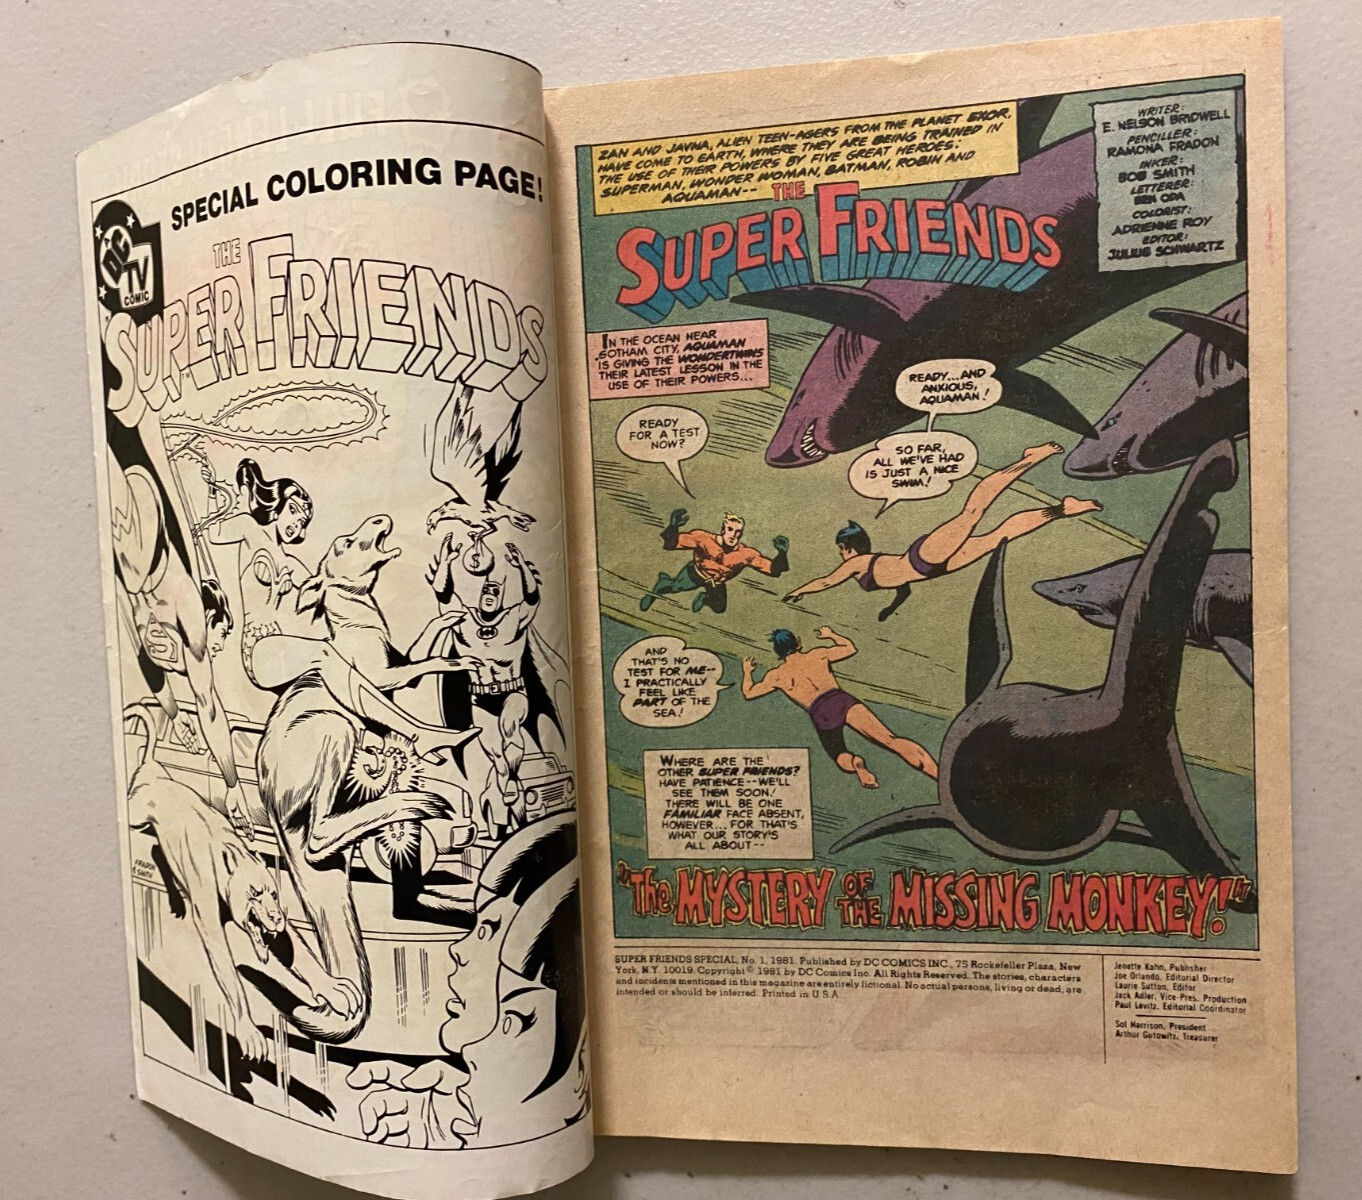 SPECIAL COLORING PAGE!
DC
TV
COMIC
THE
SUPER FRIENDS
$
FRADON
& SMITH
ZAN AND JAYNA, ALIEN TEEN-AGERS FROM THE PLANET EXOR,
HAVE COME TO EARTH, WHERE THEY ARE BEING TRAINED IN
THE USE OF THEIR POWERS BY FIVE GREAT HEROES:
SUPERMAN, WONDER WOMAN, BATMAN, ROBIN AND
AQUAMAN--
THE
SUPER FRIENDS
WRITER:
E. NELSON BRIDWELL
PENCILLER:
RAMONA FRADON
INKER:
BOB SMITH
LETTERER:
BEN ODA
COLORIST:
ADRIENNE ROY
EDITOR:
JULIUS SCHWARTZ
IN THE OCEAN NEAR
GOTHAM CITY, AQUAMAN
IS GIVING THE WONDERTWINS
THEIR LATEST LESSON IN THE
USE OF THEIR POWERS...
READY
FOR A TEST
NOW?
READY...AND
ANXIOUS,
AQUAMAN!
SO FAR,
ALL WE'VE HAD
IS JUST A NICE
SWIM!
AND
THAT'S NO
TEST FOR ME--
I PRACTICALLY
FEEL LIKE
PART OF THE
SEA!
WHERE ARE THE
OTHER SUPER FRIENDS?
HAVE PATIENCE--WE'LL
SEE THEM SOON!
THERE WILL BE ONE
FAMILIAR FACE ABSENT,
HOWEVER... FOR THAT'S
WHAT OUR STORY'S
ALL ABOUT--
"The MYSTERY OF THE MISSING MONKEY!"
SUPER FRIENDS SPECIAL, No. 1, 1981. Published by DC COMICS INC., 75 Rockefeller Plaza, New
York, N.Y. 10019. Copyright © 1981 by DC Comics Inc. All Rights Reserved. The stories, characters
and incidents mentioned in this magazine are entirely fictional. No actual persons, living or dead, are
intended or should be inferred. Printed in U.S.A.
Jenette Kahn, Publisher
Joe Orlando, Editorial Director
Laurie Sutton, Editor
Jack Adler, Vice-Pres. Production
Paul Levitz, Editorial Coordinator
Sol Harrison, President
Arthur Gutowitz, Treasurer